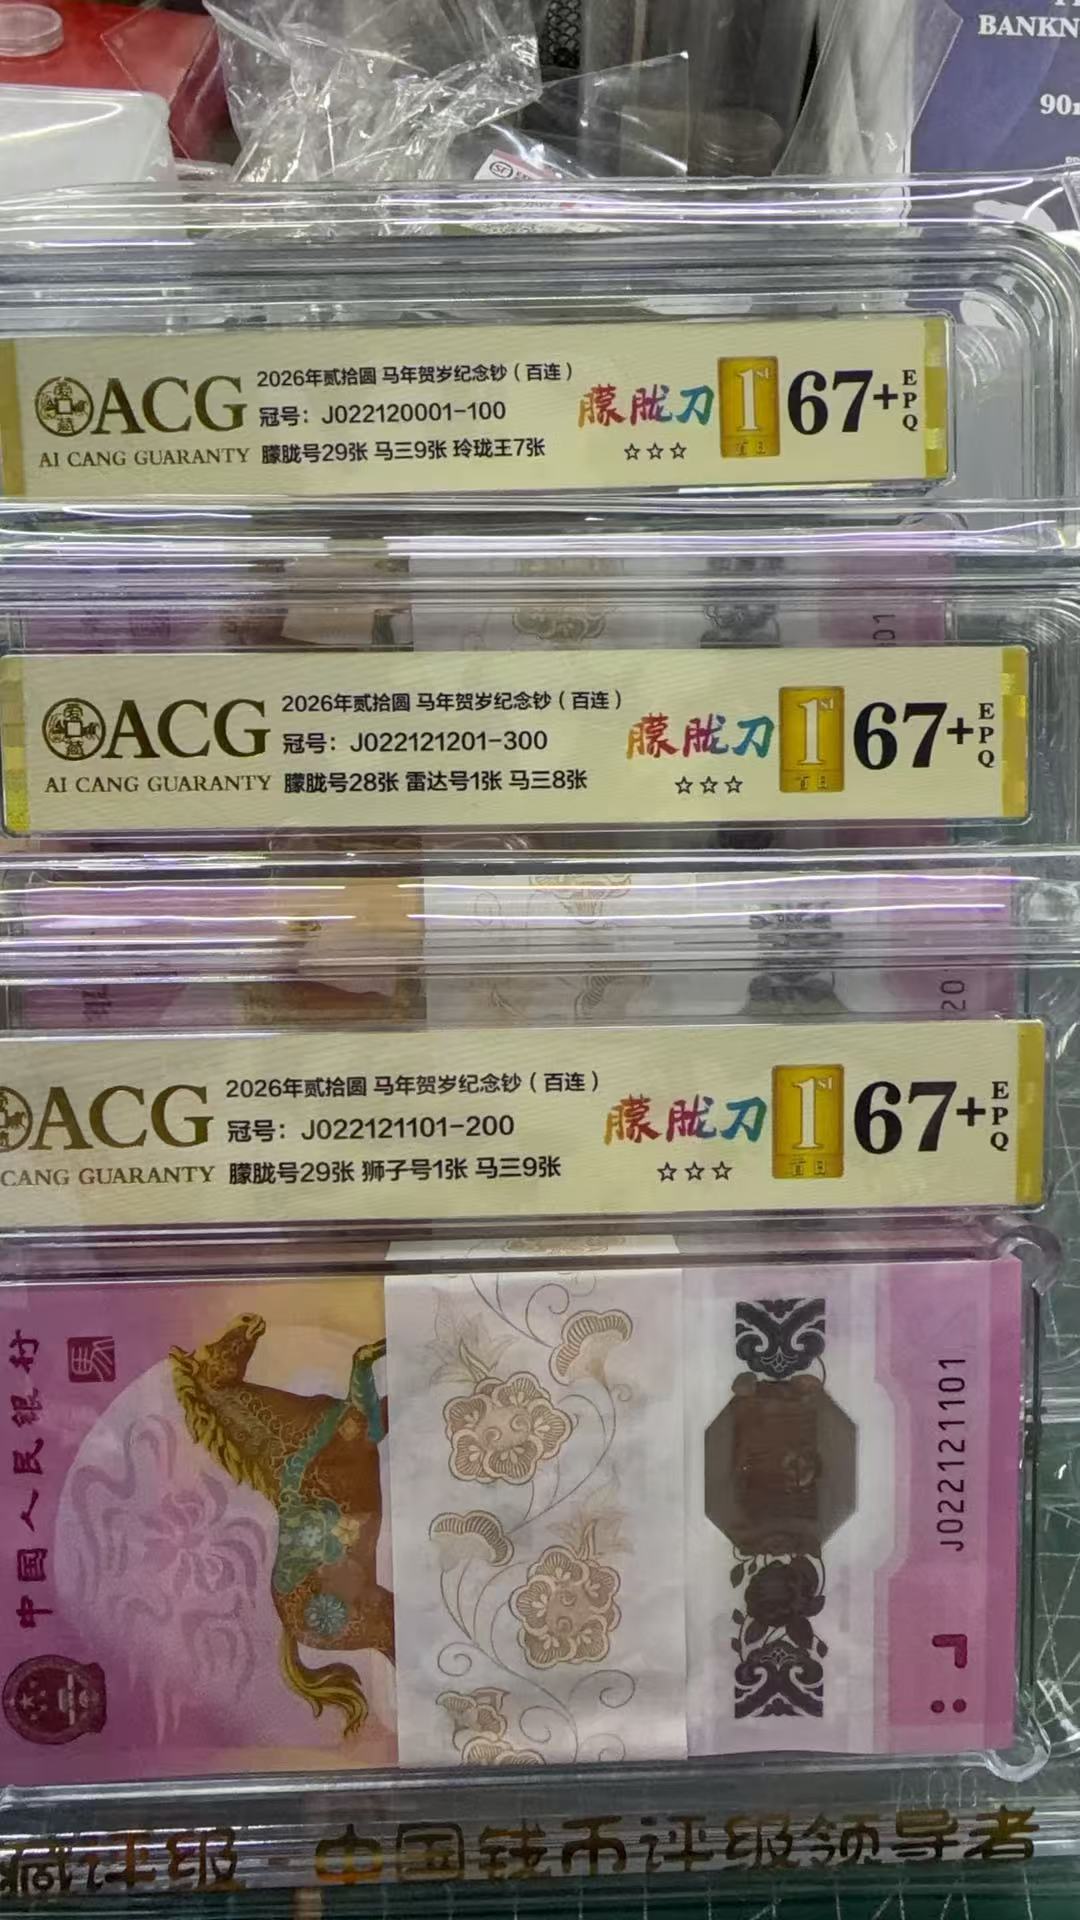 BANKN
90
ACG
AI CANG GUARANTY
2026年贰拾圆 马年贺岁纪念钞（百连）
冠号：J022120001-100
朦胧号29张 马三9张 玲珑王7张
朦胧刀
☆☆☆
1ST
首日
67+
EPQ
01
ACG
AI CANG GUARANTY
2026年贰拾圆 马年贺岁纪念钞（百连）
冠号：J022121201-300
朦胧号28张 雷达号1张 马三8张
朦胧刀
☆☆☆
1ST
首日
67+
EPQ
20
ACG
CANG GUARANTY
2026年贰拾圆 马年贺岁纪念钞（百连）
冠号：J022121101-200
朦胧号29张 狮子号1张 马三9张
朦胧刀
☆☆☆
1ST
首日
67+
EPQ
中国人民银行
J022121101
藏评级 · 中国钱币评级领导者